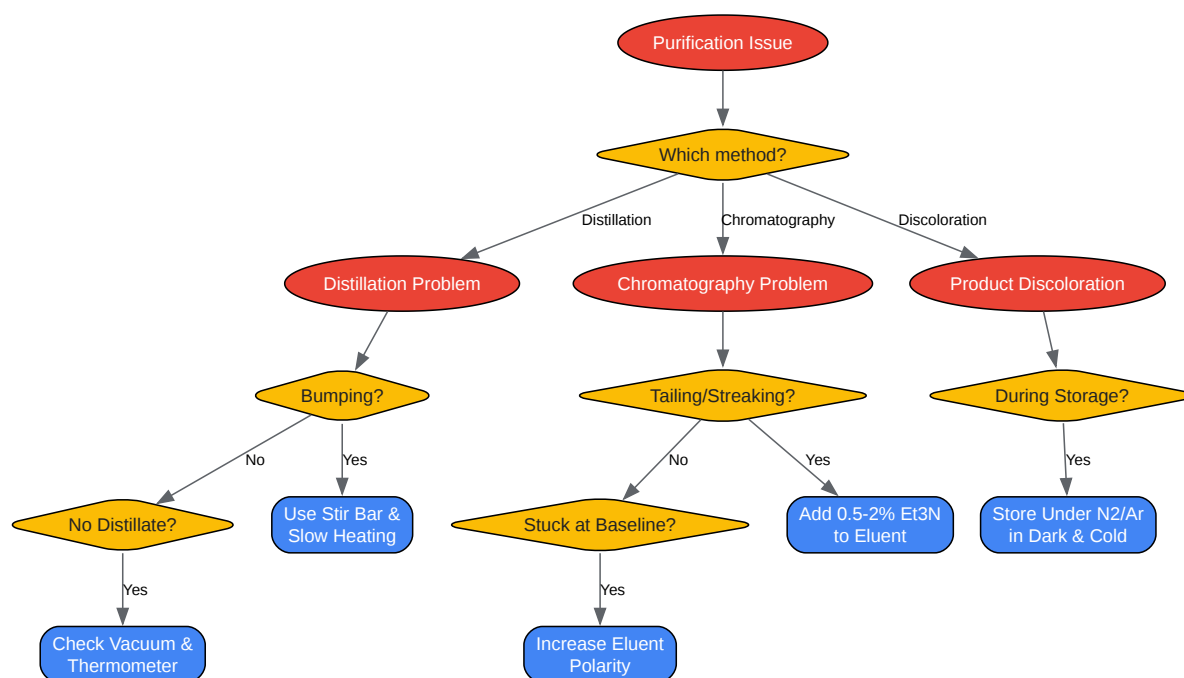 Purification Issue
Which method?
Distillation
Chromatography
Discoloration
Distillation Problem
Chromatography Problem
Product Discoloration
Bumping?
Tailing/Streaking?
During Storage?
No
Yes
No
Yes
Yes
No Distillate?
Use Stir Bar &
Slow Heating
Stuck at Baseline?
Add 0.5-2% Et3N
to Eluent
Store Under N2/Ar
in Dark & Cold
Yes
Yes
Check Vacuum &
Thermometer
Increase Eluent
Polarity